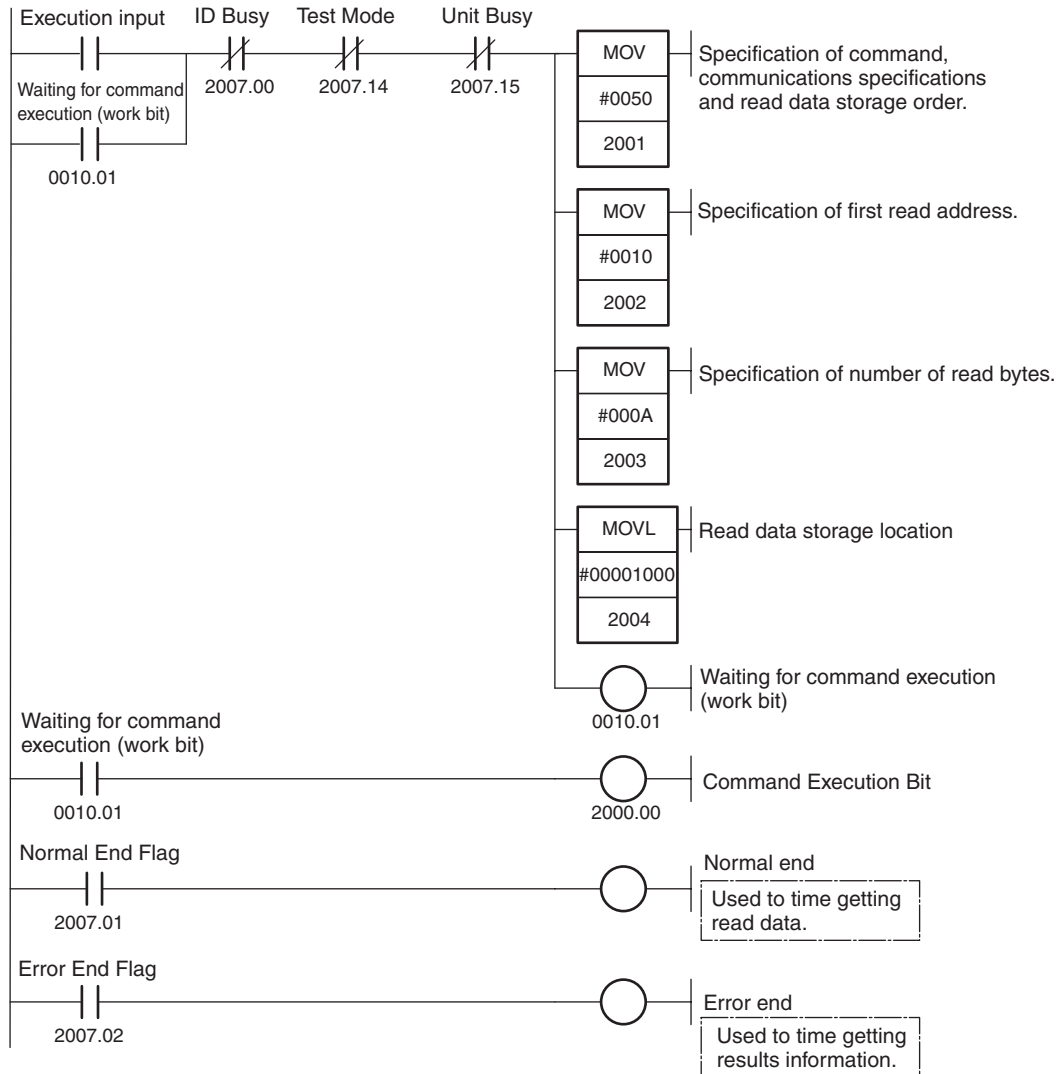 Execution input
ID Busy
Test Mode
Unit Busy
2007.00
2007.14
2007.15
MOV
#0050
2001
Specification of command,
communications specifications
and read data storage order.
Waiting for command
execution (work bit)
0010.01
MOV
#0010
2002
Specification of first read address.
MOV
#000A
2003
Specification of number of read bytes.
MOVL
#00001000
2004
Read data storage location
Waiting for command execution
(work bit)
0010.01
Waiting for command
execution (work bit)
0010.01
2000.00
Command Execution Bit
Normal End Flag
2007.01
Normal end
Used to time getting
read data.
Error End Flag
2007.02
Error end
Used to time getting
results information.